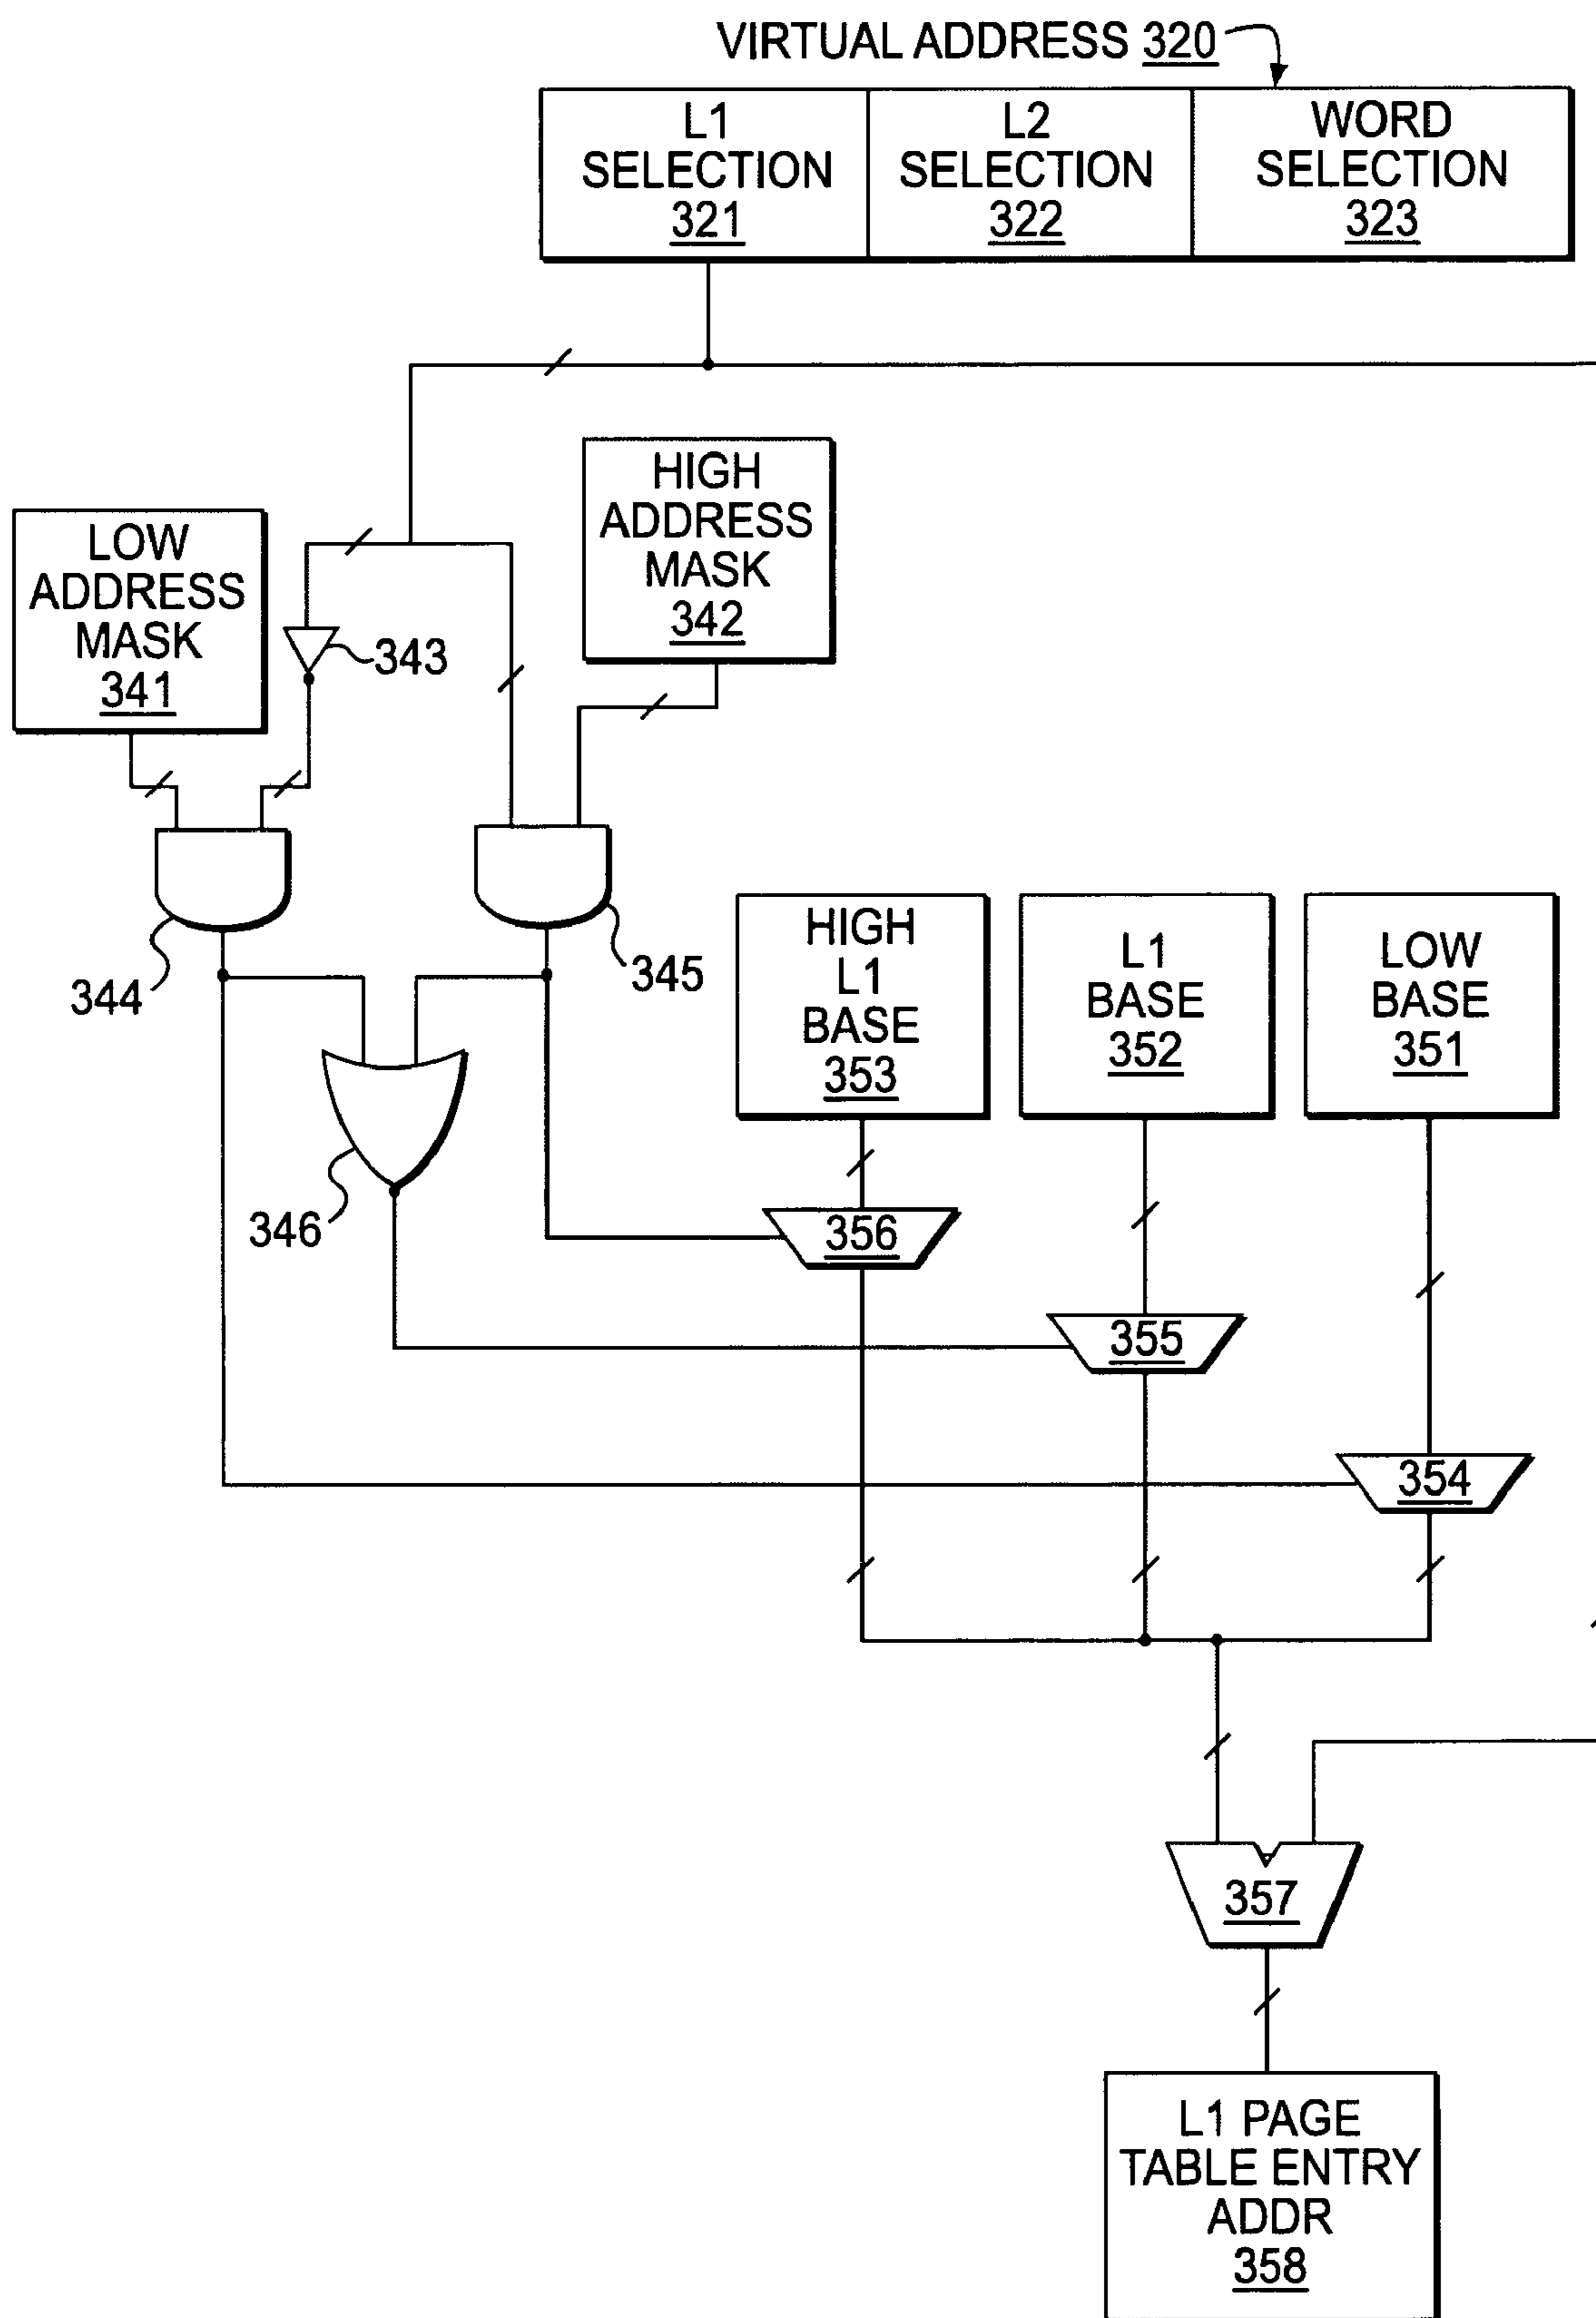 VIRTUAL ADDRESS 320
L1
SELECTION
321
L2
SELECTION
322
WORD
SELECTION
323
HIGH
ADDRESS
MASK
342
LOW
ADDRESS
MASK
341
343
344
345
HIGH
L1
BASE
353
L1
BASE
352
LOW
BASE
351
346
356
355
354
357
L1 PAGE
TABLE ENTRY
ADDR
358